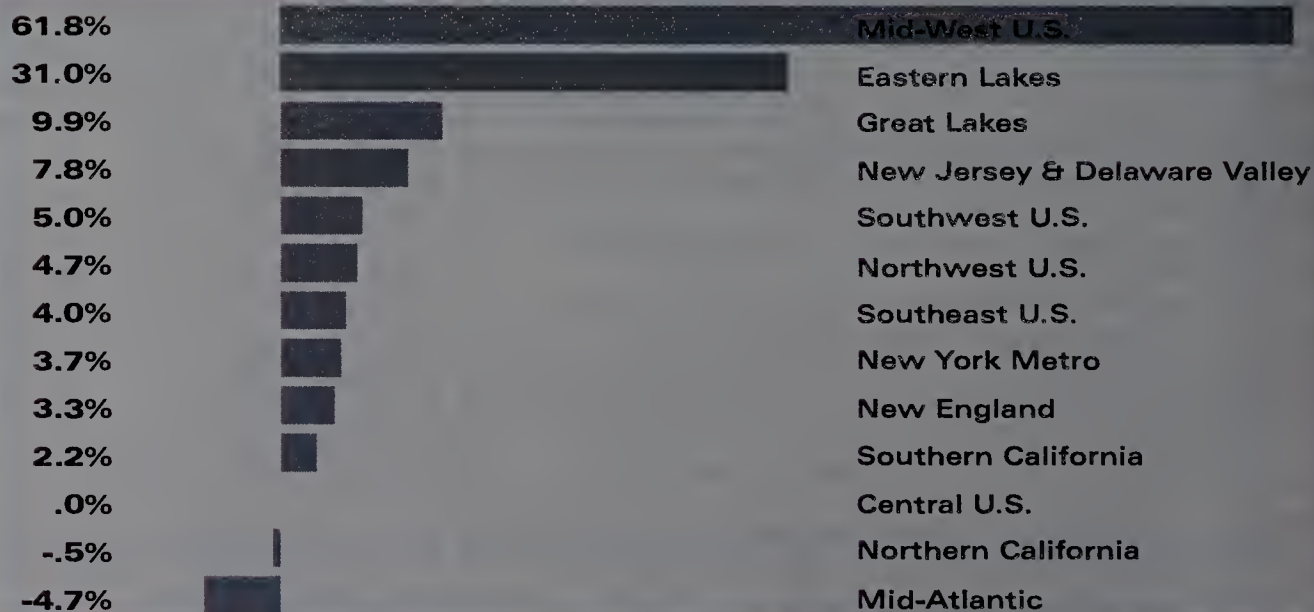 61.8% Mid-West U.S.
31.0% Eastern Lakes
9.9% Great Lakes
7.8% New Jersey & Delaware Valley
5.0% Southwest U.S.
4.7% Northwest U.S.
4.0% Southeast U.S.
3.7% New York Metro
3.3% New England
2.2% Southern California
.0% Central U.S.
-.5% Northern California
-4.7% Mid-Atlantic